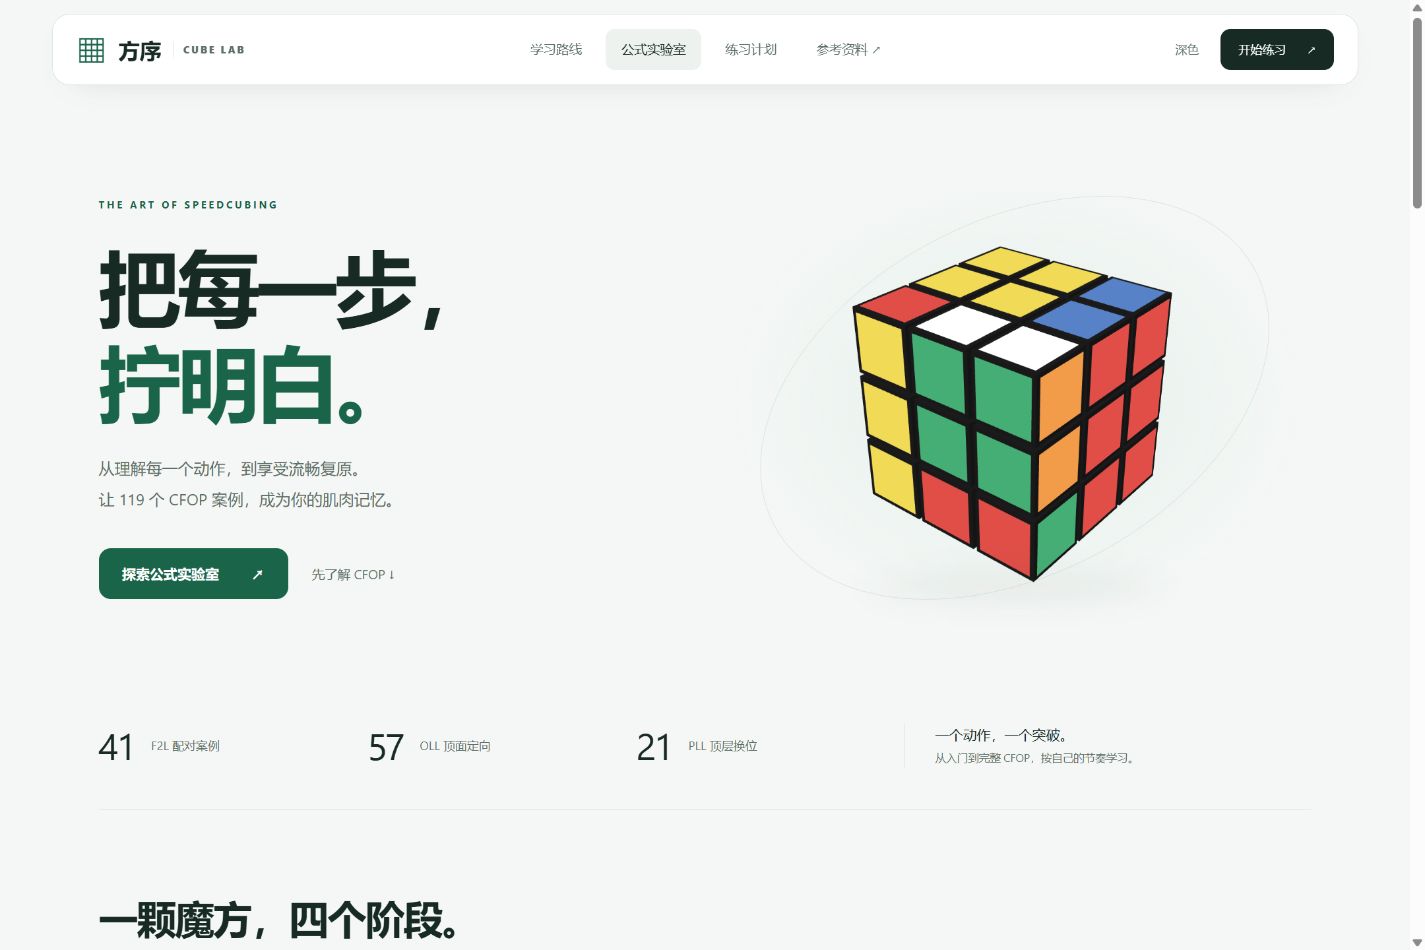 方序
CUBE LAB
学习路线
公式实验室
练习计划
参考资料 ↗
深色
开始练习 ↗
THE ART OF SPEEDCUBING
把每一步，
拧明白。
从理解每一个动作，到享受流畅复原。
让 119 个 CFOP 案例，成为你的肌肉记忆。
探索公式实验室 ↗
先了解 CFOP ↓
41 F2L 配对案例
57 OLL 顶面定向
21 PLL 顶层换位
一个动作，一个突破。
从入门到完整 CFOP，按自己的节奏学习。
一颗魔方，四个阶段。